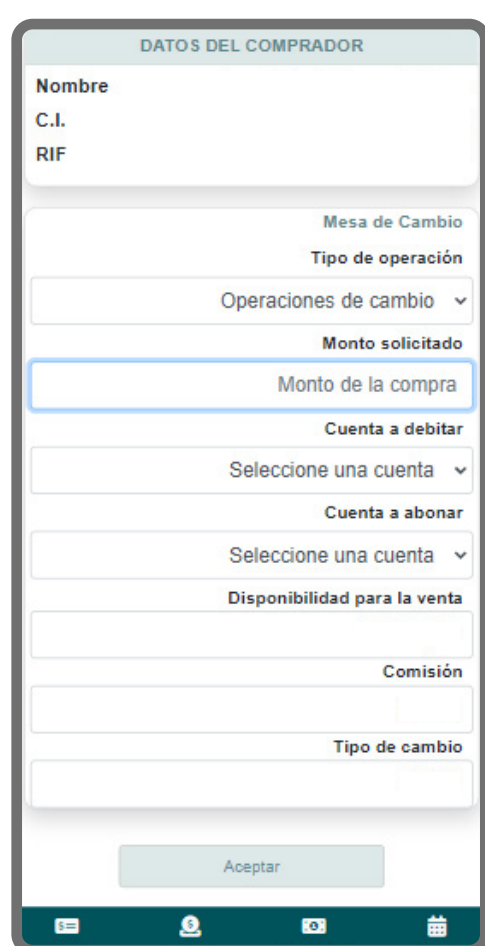 DATOS DEL COMPRADOR
Nombre
C.I.
RIF
Mesa de Cambio
Tipo de operación
Operaciones de cambio
Monto solicitado
Monto de la compra
Cuenta a debitar
Seleccione una cuenta
Cuenta a abonar
Seleccione una cuenta
Disponibilidad para la venta
Comisión
Tipo de cambio
Aceptar